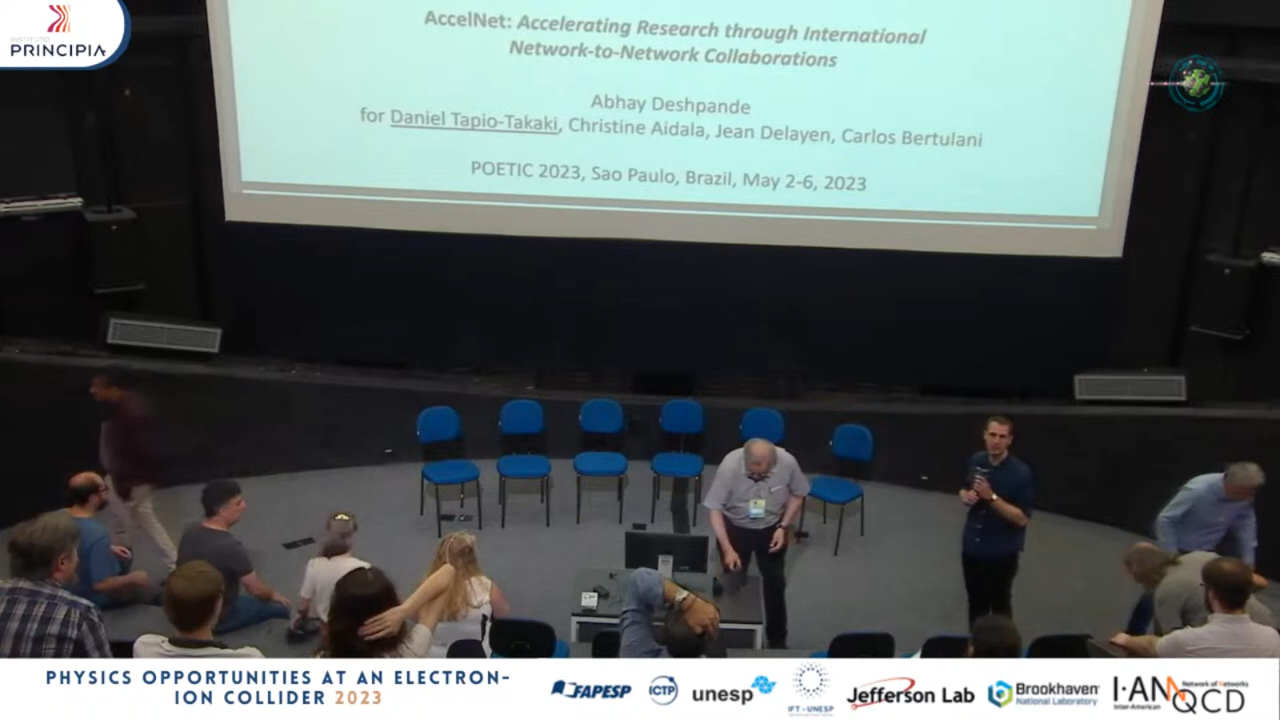 INSTITUTO
PRINCIPIA
AccelNet: Accelerating Research through International
Network-to-Network Collaborations
Abhay Deshpande
for Daniel Tapio-Takaki, Christine Aidala, Jean Delayen, Carlos Bertulani
POETIC 2023, Sao Paulo, Brazil, May 2-6, 2023
PHYSICS OPPORTUNITIES AT AN ELECTRON-
ION COLLIDER 2023
FAPESP
ICTP
unesp
IFT - UNESP
Jefferson Lab
Brookhaven
National Laboratory
I·ANQCD
Inter-American
Network of Networks